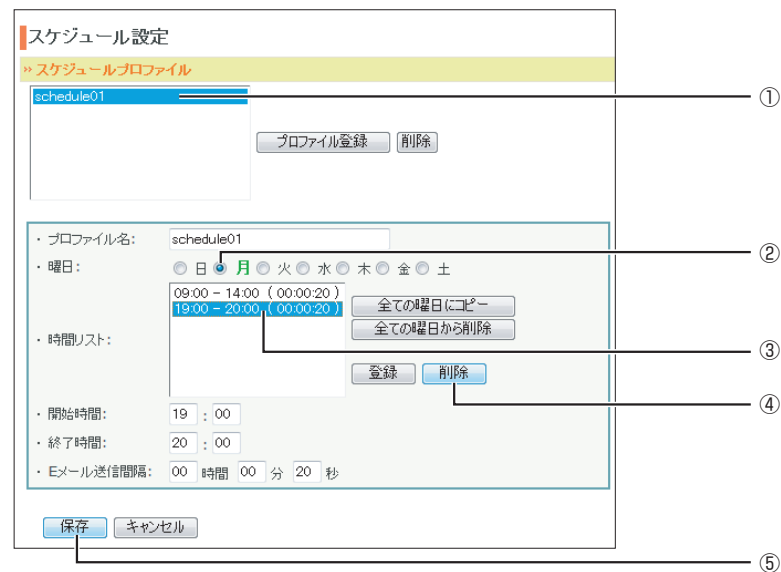 スケジュール設定
» スケジュールプロファイル
schedule01
①
プロファイル登録 削除
・ プロファイル名: schedule01
②
・ 曜日: 日 月 火 水 木 金 土
09:00 - 14:00 ( 00:00:20 )
全ての曜日にコピー
19:00 - 20:00 ( 00:00:20 )
全ての曜日から削除
・ 時間リスト:
③
登録 削除
④
・ 開始時間: 19 : 00
・ 終了時間: 20 : 00
・ Eメール送信間隔: 00 時間 00 分 20 秒
保存 キャンセル
⑤